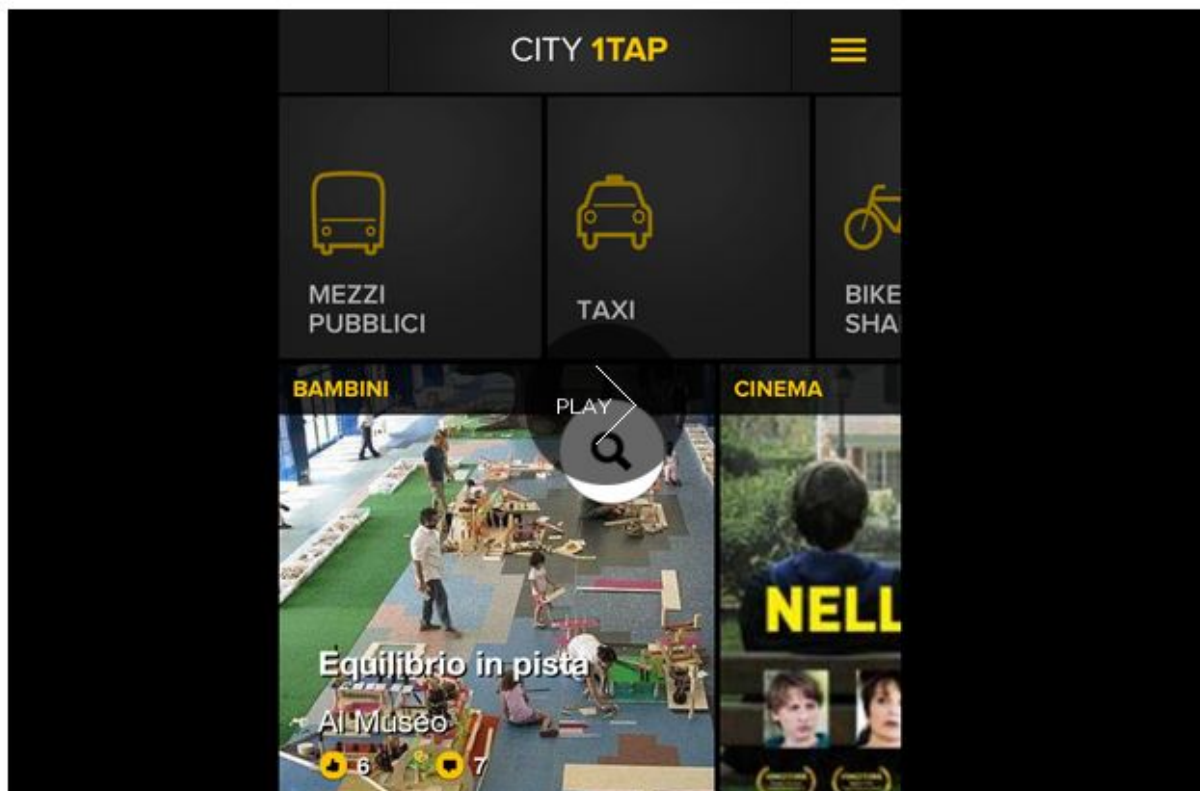 CITY 1TAP
MEZZI
PUBBLICI
TAXI
BIKE
SHA
PLAY
BAMBINI
CINEMA
NELL
Equilibrio in pista
Al Museo
6
7